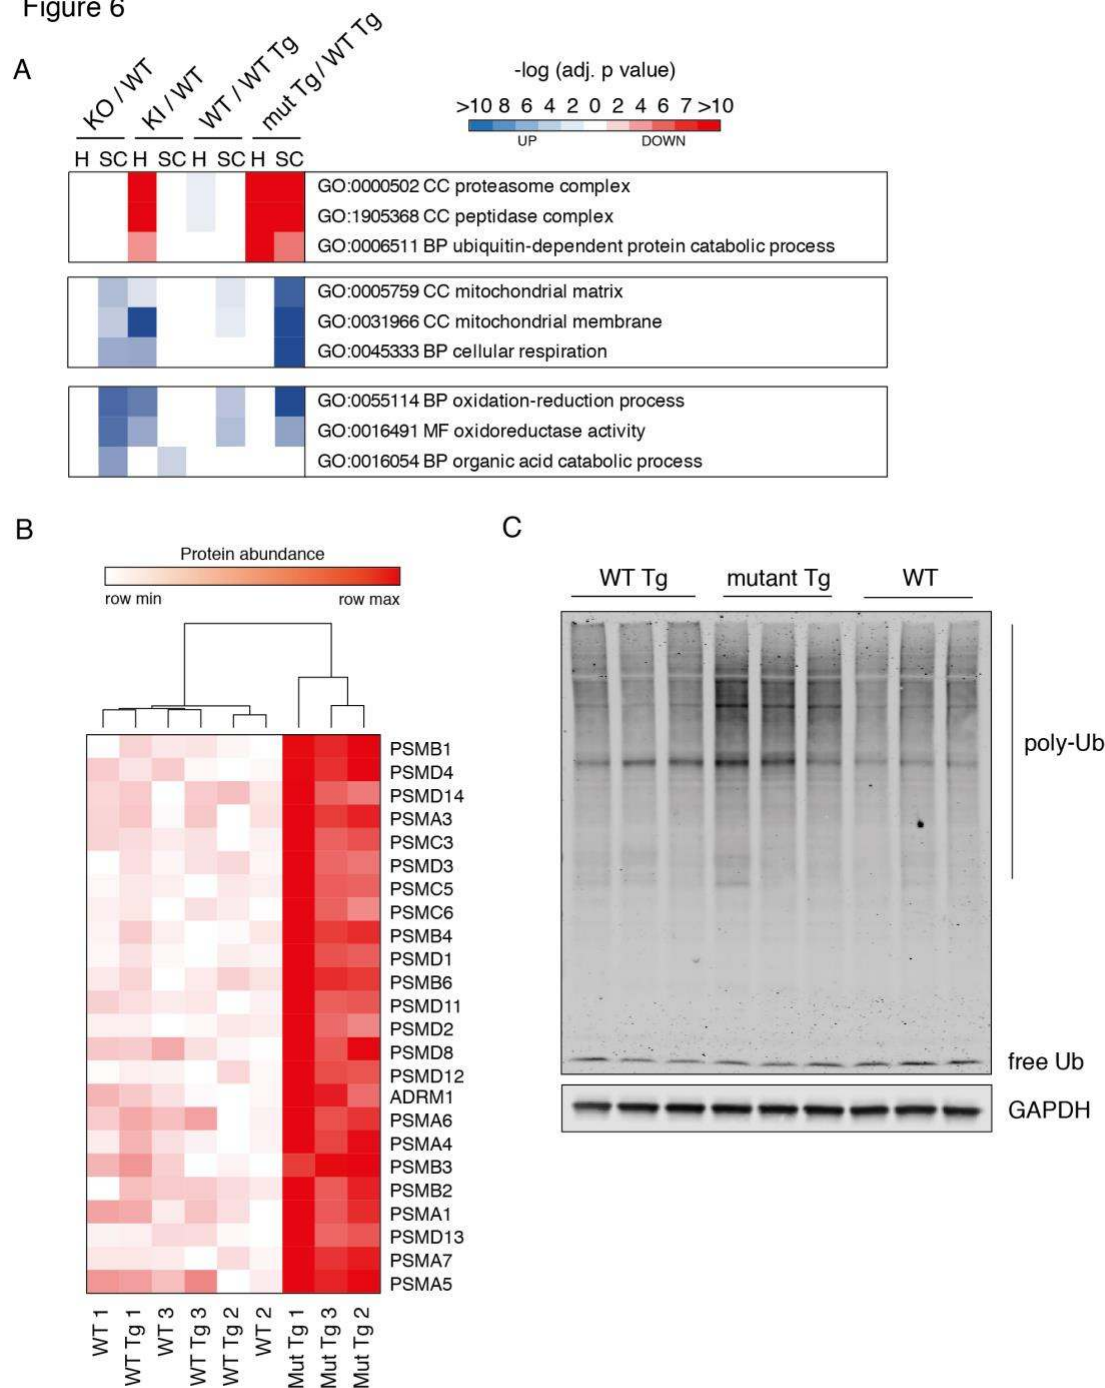 Figure 6
A
KO / WT
KI / WT
WT / WT Tg
mut Tg / WT Tg
-log (adj. p value)
>10 8 6 4 2 0 2 4 6 7 >10
UP DOWN
H SC H SC H SC H SC
GO:0000502 CC proteasome complex
GO:1905368 CC peptidase complex
GO:0006511 BP ubiquitin-dependent protein catabolic process
GO:0005759 CC mitochondrial matrix
GO:0031966 CC mitochondrial membrane
GO:0045333 BP cellular respiration
GO:0055114 BP oxidation-reduction process
GO:0016491 MF oxidoreductase activity
GO:0016054 BP organic acid catabolic process
B
Protein abundance
row min row max
PSMB1
PSMD4
PSMD14
PSMA3
PSMC3
PSMD3
PSMC5
PSMC6
PSMB4
PSMD1
PSMB6
PSMD11
PSMD2
PSMD8
PSMD12
ADRM1
PSMA6
PSMA4
PSMB3
PSMB2
PSMA1
PSMD13
PSMA7
PSMA5
WT 1
WT Tg 1
WT 3
WT Tg 3
WT Tg 2
WT 2
Mut Tg 1
Mut Tg 3
Mut Tg 2
C
WT Tg mutant Tg WT
poly-Ub
free Ub
GAPDH